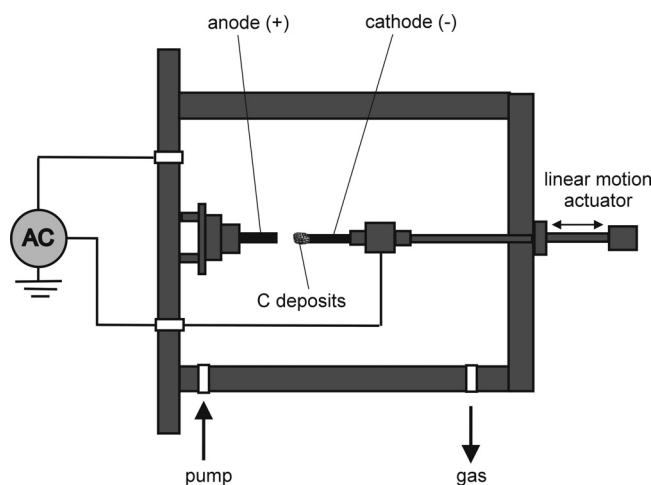 anode (+)
cathode (-)
linear motion
actuator
AC
C deposits
pump
gas